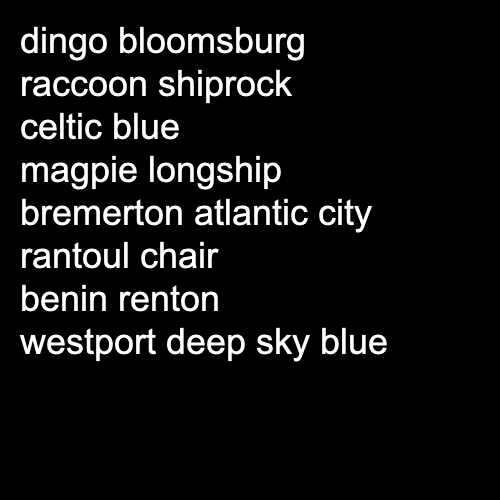 dingo bloomsburg
raccoon shiprock
celtic blue
magpie longship
bremerton atlantic city
rantoul chair
benin renton
westport deep sky blue